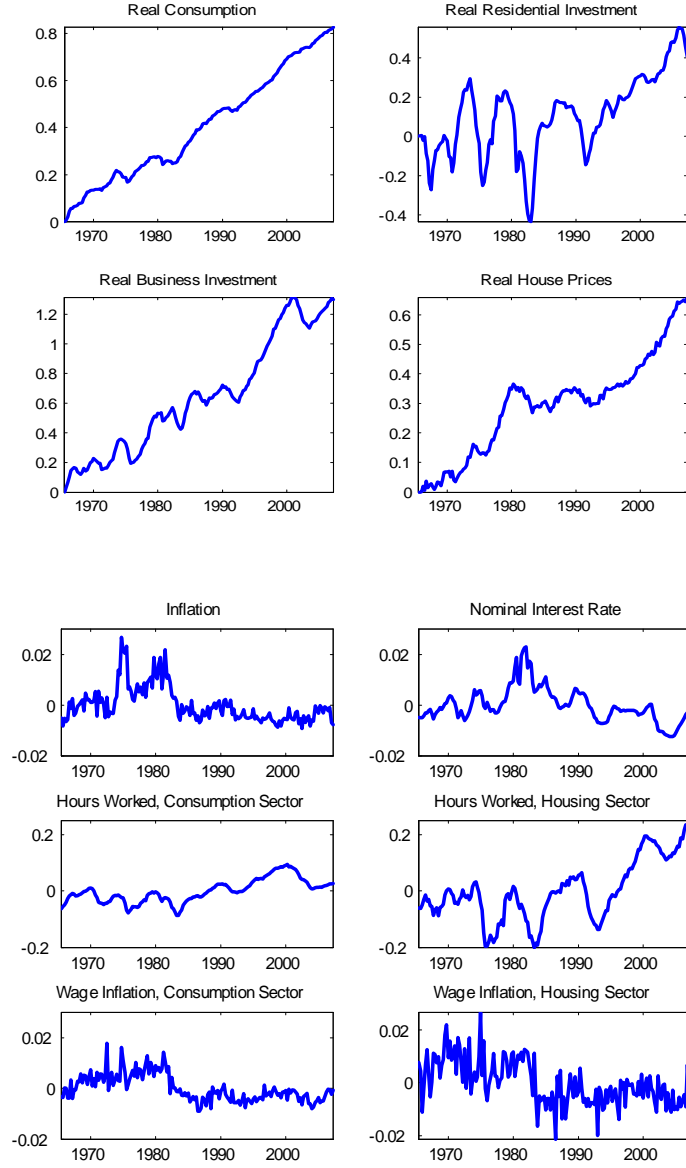 Real Consumption
0.8
0.6
0.4
0.2
0
1970 1980 1990 2000
Real Residential Investment
0.4
0.2
0
-0.2
-0.4
1970 1980 1990 2000
Real Business Investment
1.2
1
0.8
0.6
0.4
0.2
0
1970 1980 1990 2000
Real House Prices
0.6
0.5
0.4
0.3
0.2
0.1
0
1970 1980 1990 2000
Inflation
0.02
0
-0.02
1970 1980 1990 2000
Nominal Interest Rate
0.02
0
-0.02
1970 1980 1990 2000
Hours Worked, Consumption Sector
0.2
0
-0.2
1970 1980 1990 2000
Hours Worked, Housing Sector
0.2
0
-0.2
1970 1980 1990 2000
Wage Inflation, Consumption Sector
0.02
0
-0.02
1970 1980 1990 2000
Wage Inflation, Housing Sector
0.02
0
-0.02
1970 1980 1990 2000